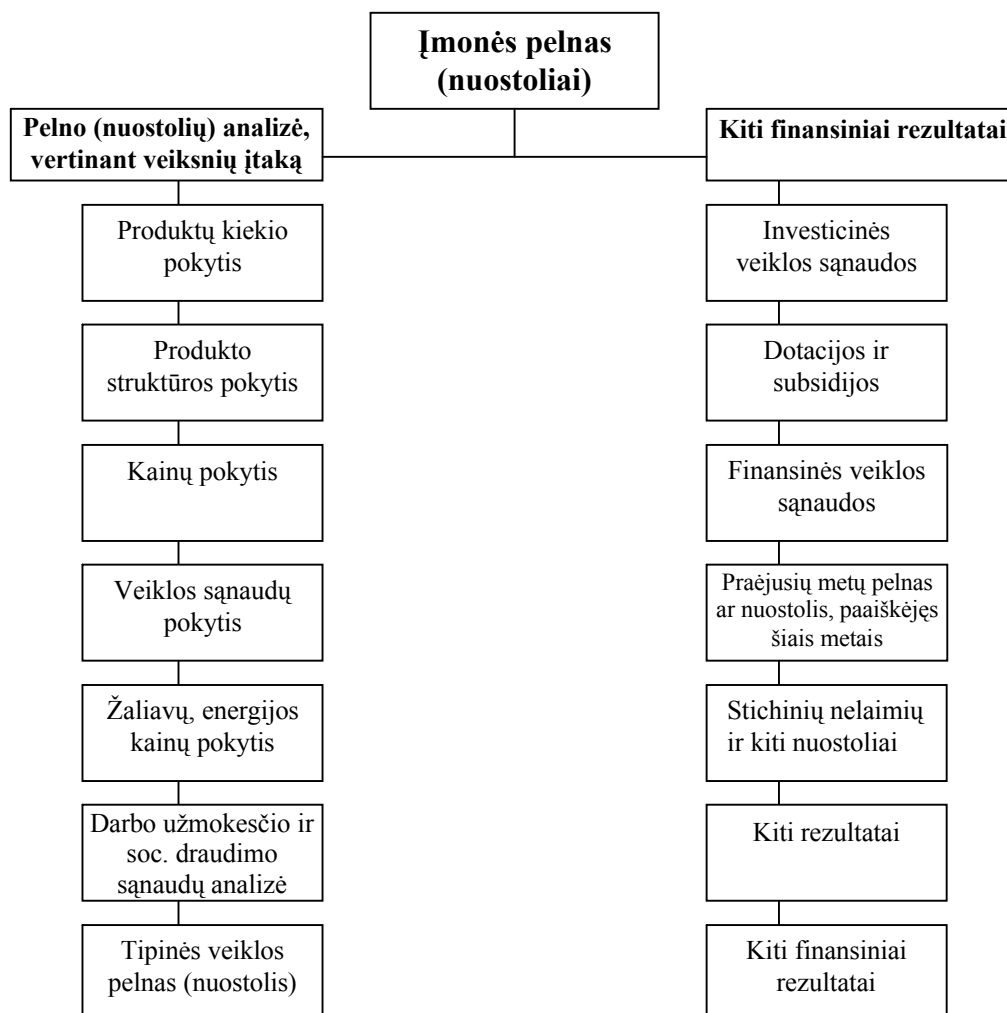 Įmonės pelnas
(nuostoliai)
Pelno (nuostolių) analizė,
vertinant veiksnių įtaką
Produktų kiekio
pokytis
Produkto
struktūros pokytis
Kainų pokytis
Veiklos sąnaudų
pokytis
Žaliavų, energijos
kainų pokytis
Darbo užmokesčio ir
soc. draudimo
sąnaudų analizė
Tipinės veiklos
pelnas (nuostolis)
Kiti finansiniai rezultatai
Investicinės
veiklos sąnaudos
Dotacijos ir
subsidijos
Finansinės veiklos
sąnaudos
Praėjusių metų pelnas
ar nuostolis, paaiškėjęs
šiais metais
Stichinių nelaimių
ir kiti nuostoliai
Kiti rezultatai
Kiti finansiniai
rezultatai